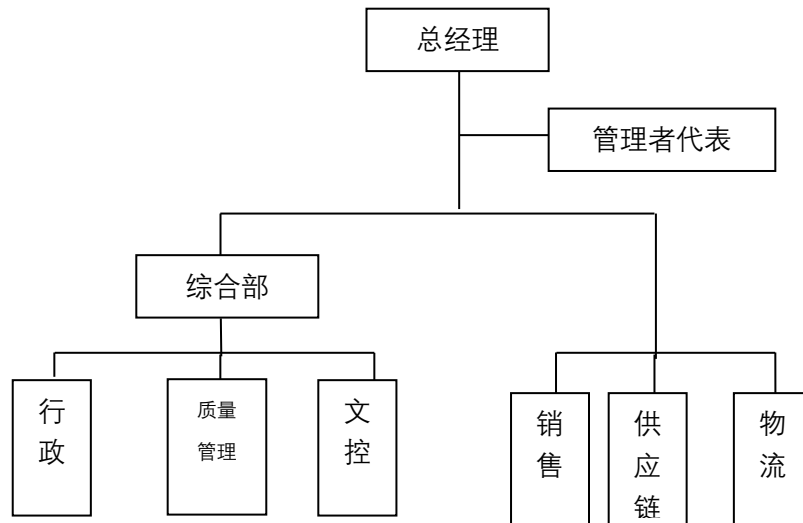 总经理
管理者代表
综合部
行政
质量
管理
文控
销售
供应链
物流